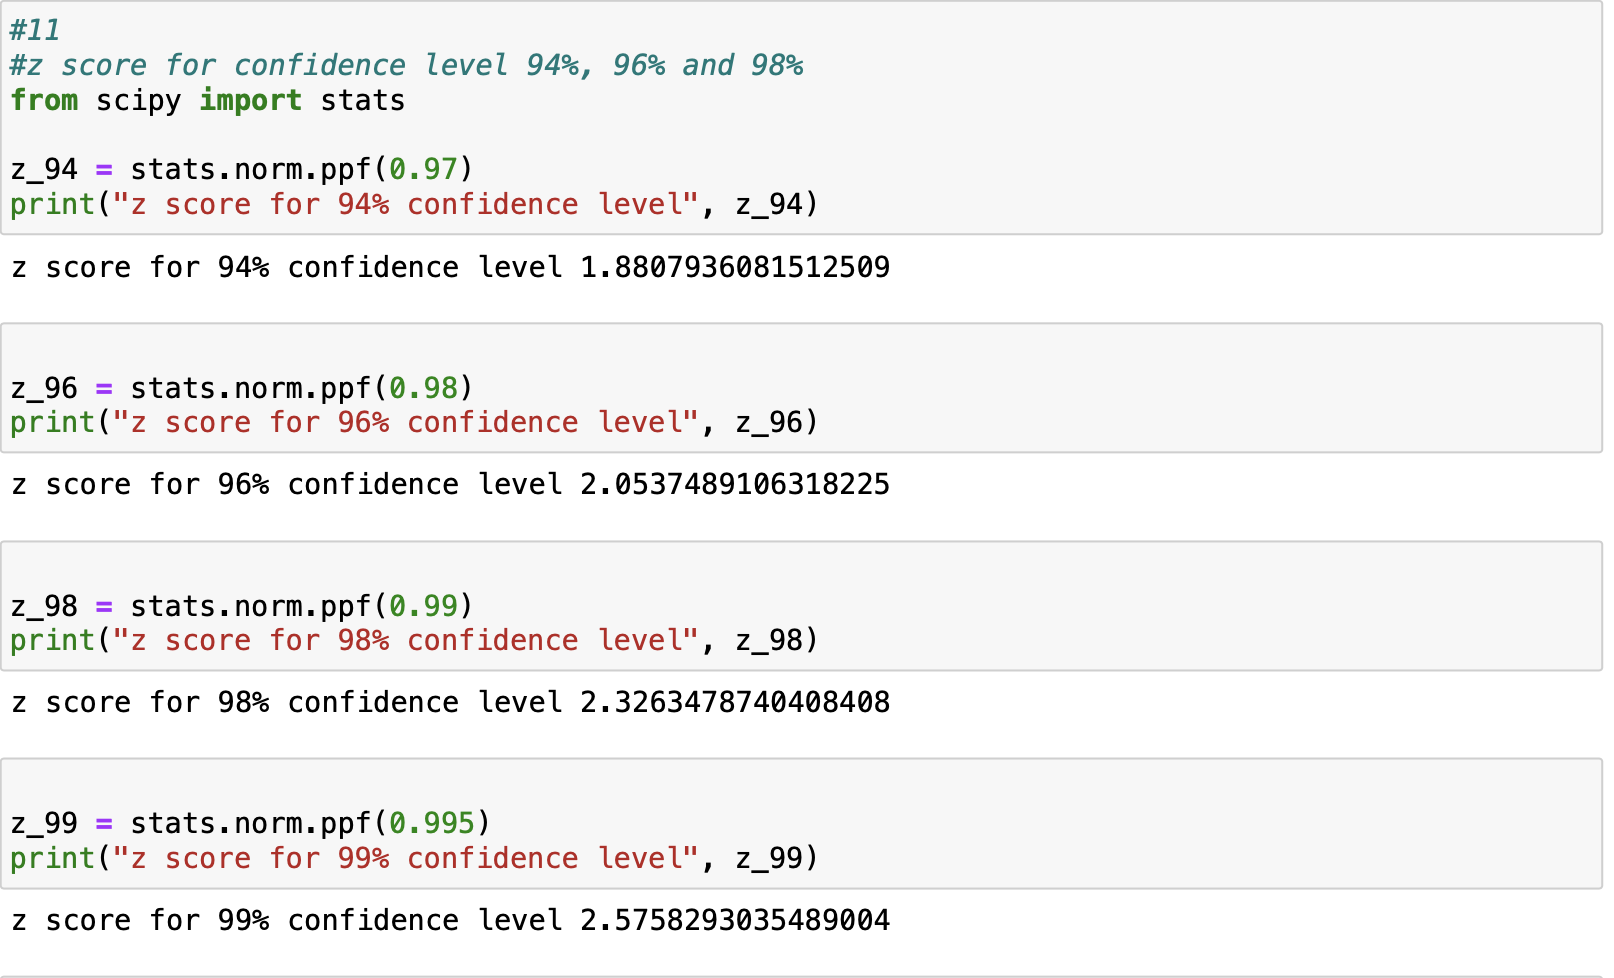 #11
#z score for confidence level 94%, 96% and 98%
from scipy import stats
z_94 = stats.norm.ppf(0.97)
print("z score for 94% confidence level", z_94)
z score for 94% confidence level 1.8807936081512509
z_96 = stats.norm.ppf(0.98)
print("z score for 96% confidence level", z_96)
z score for 96% confidence level 2.0537489106318225
z_98 = stats.norm.ppf(0.99)
print("z score for 98% confidence level", z_98)
z score for 98% confidence level 2.3263478740408408
z_99 = stats.norm.ppf(0.995)
print("z score for 99% confidence level", z_99)
z score for 99% confidence level 2.5758293035489004